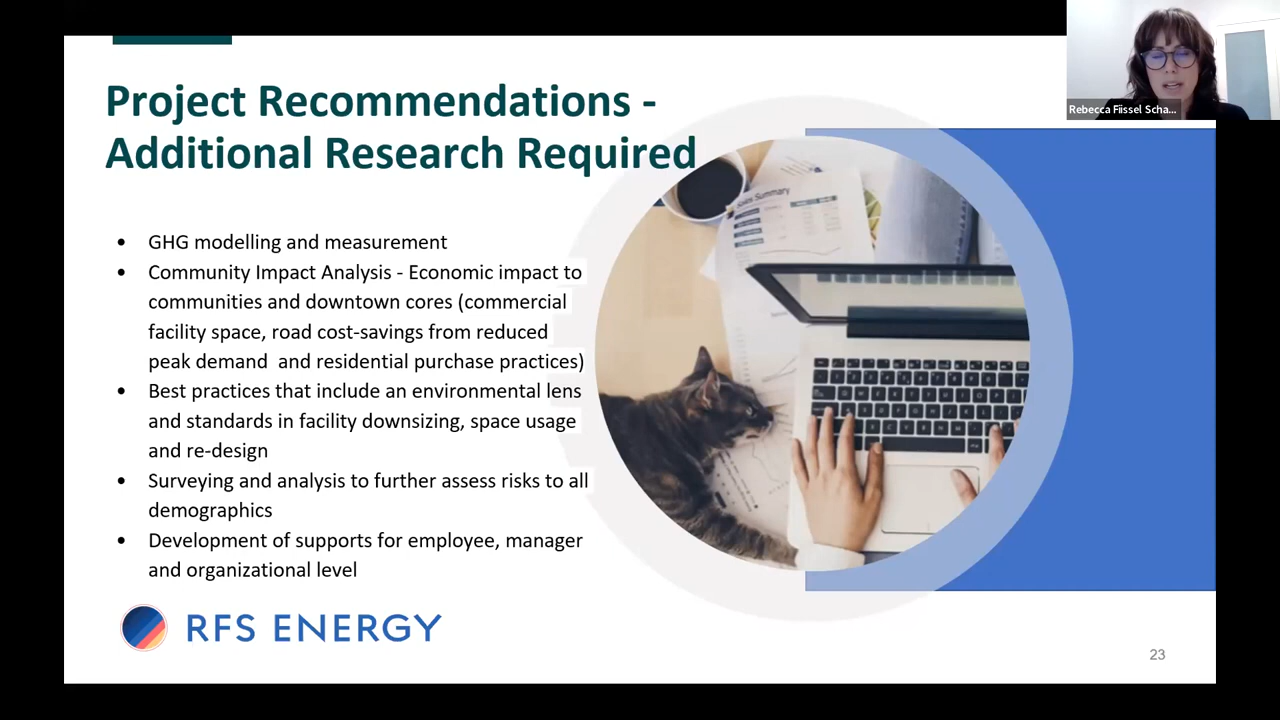 Project Recommendations -
Additional Research Required
Rebecca Fiissel Scha...
• GHG modelling and measurement
• Community Impact Analysis - Economic impact to
communities and downtown cores (commercial
facility space, road cost-savings from reduced
peak demand  and residential purchase practices)
• Best practices that include an environmental lens
and standards in facility downsizing, space usage
and re-design
• Surveying and analysis to further assess risks to all
demographics
• Development of supports for employee, manager
and organizational level
Summary
RFS ENERGY
23